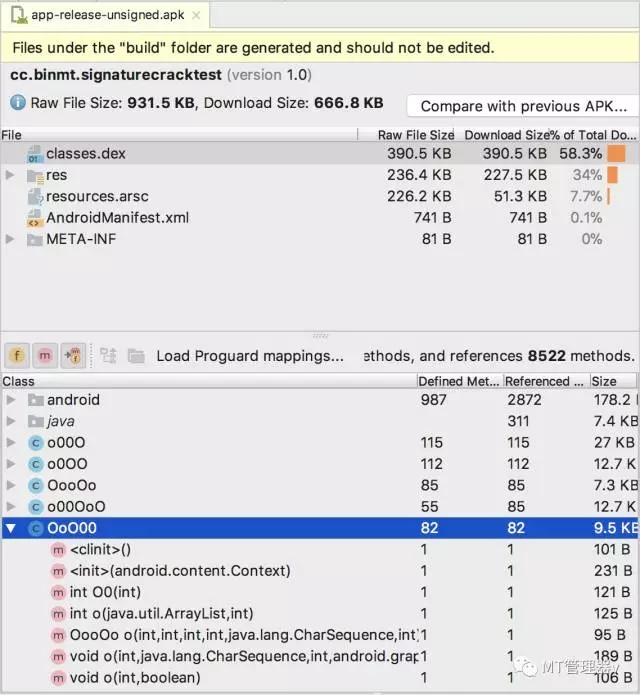 app-release-unsigned.apk ×
Files under the "build" folder are generated and should not be edited.
cc.binmt.signaturecracktest (version 1.0)
Raw File Size: 931.5 KB, Download Size: 666.8 KB Compare with previous APK...
File Raw File Size Download Size % of Total Do...
classes.dex 390.5 KB 390.5 KB 58.3%
res 236.4 KB 227.5 KB 34%
resources.arsc 226.2 KB 51.3 KB 7.7%
AndroidManifest.xml 741 B 741 B 0.1%
META-INF 81 B 81 B 0%
Load Proguard mappings... ethods, and references 8522 methods.
Class Defined Met... Referenced ... Size
android 987 2872 178.2
java 311 7.4 KB
o00O 115 115 27 KB
o0OO 112 112 12.7 K
OooOo 85 85 7.3 KB
o00OoO 55 85 12.7 K
OoO00 82 82 9.5 KB
<clinit>() 1 1 101 B
<init>(android.content.Context) 1 1 231 B
int O0(int) 1 1 121 B
int o(java.util.ArrayList,int) 1 1 125 B
OooOo o(int,int,int,int,java.lang.CharSequence,int) 1 1 95 B
void o(int,java.lang.CharSequence,int,android.grap 1 1 189 B
void o(int,boolean) 1 1 106 B
MT管理器v